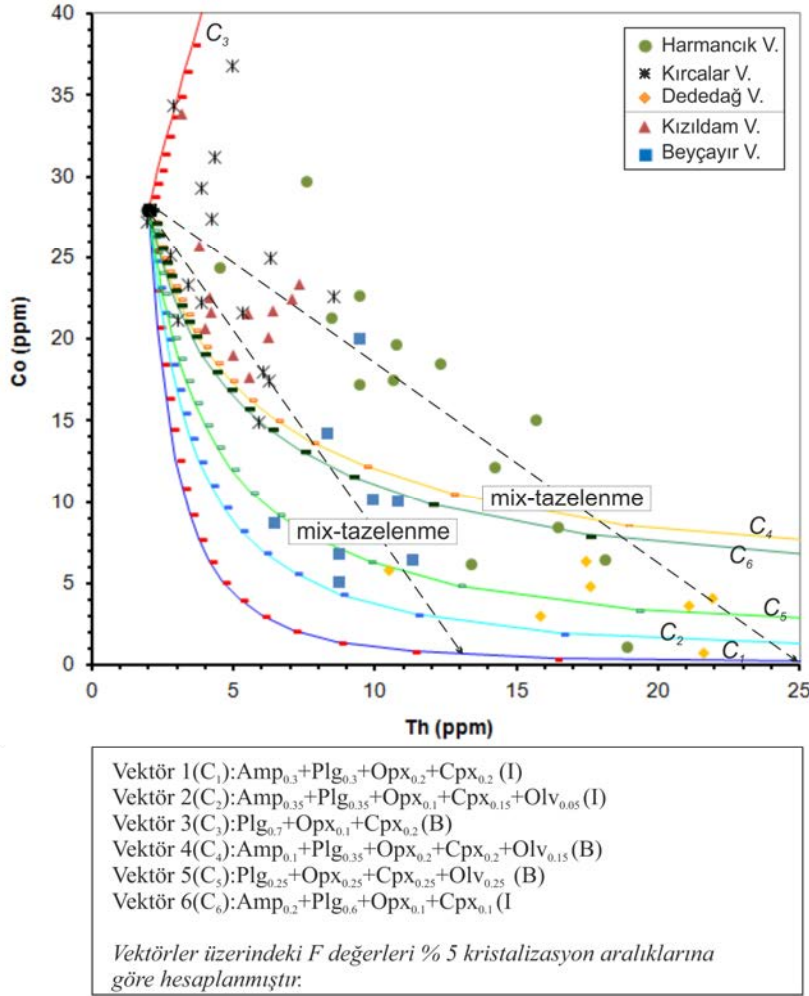 40
35
30
25
20
15
10
5
0
Co (ppm)
C₃
Harmancık V.
Kırcalar V.
Dededağ V.
Kızıldam V.
Beyçayır V.
mix-tazelenme
mix-tazelenme
C₄
C₆
C₅
C₂
C₁
0 5 10 15 20 25
Th (ppm)
Vektör 1(C₁):Amp₀.₃+Plg₀.₃+Opx₀.₂+Cpx₀.₂ (I)
Vektör 2(C₂):Amp₀.₃₅+Plg₀.₃₅+Opx₀.₁+Cpx₀.₁₅+Olv₀.₀₅ (I)
Vektör 3(C₃):Plg₀.₇+Opx₀.₁+Cpx₀.₂ (B)
Vektör 4(C₄):Amp₀.₁+Plg₀.₃₅+Opx₀.₂+Cpx₀.₂+Olv₀.₁₅ (B)
Vektör 5(C₅):Plg₀.₂₅+Opx₀.₂₅+Cpx₀.₂₅+Olv₀.₂₅ (B)
Vektör 6(C₆):Amp₀.₂+Plg₀.₆+Opx₀.₁+Cpx₀.₁ (I
Vektörler üzerindeki F değerleri % 5 kristalizasyon aralıklarına
göre hesaplanmıştır.